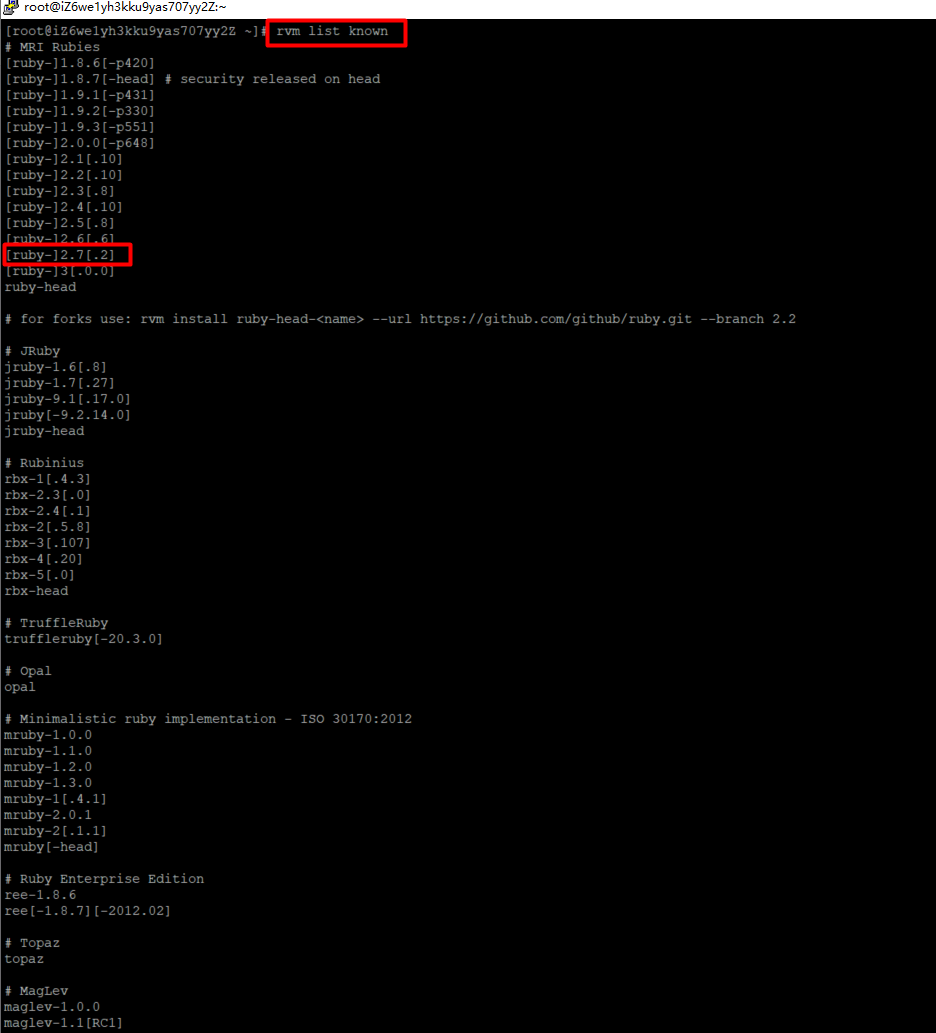 root@iZ6we1yh3kku9yas707yy2Z:~
[root@iZ6we1yh3kku9yas707yy2Z ~]# rvm list known
# MRI Rubies
[ruby-]1.8.6[-p420]
[ruby-]1.8.7[-head] # security released on head
[ruby-]1.9.1[-p431]
[ruby-]1.9.2[-p330]
[ruby-]1.9.3[-p551]
[ruby-]2.0.0[-p648]
[ruby-]2.1[.10]
[ruby-]2.2[.10]
[ruby-]2.3[.8]
[ruby-]2.4[.10]
[ruby-]2.5[.8]
[ruby-]2.6[.6]
[ruby-]2.7[.2]
[ruby-]3[.0.0]
ruby-head

# for forks use: rvm install ruby-head-<name> --url https://github.com/github/ruby.git --branch 2.2

# JRuby
jruby-1.6[.8]
jruby-1.7[.27]
jruby-9.1[.17.0]
jruby[-9.2.14.0]
jruby-head

# Rubinius
rbx-1[.4.3]
rbx-2.3[.0]
rbx-2.4[.1]
rbx-2[.5.8]
rbx-3[.107]
rbx-4[.20]
rbx-5[.0]
rbx-head

# TruffleRuby
truffleruby[-20.3.0]

# Opal
opal

# Minimalistic ruby implementation - ISO 30170:2012
mruby-1.0.0
mruby-1.1.0
mruby-1.2.0
mruby-1.3.0
mruby-1[.4.1]
mruby-2.0.1
mruby-2[.1.1]
mruby[-head]

# Ruby Enterprise Edition
ree-1.8.6
ree[-1.8.7][-2012.02]

# Topaz
topaz

# MagLev
maglev-1.0.0
maglev-1.1[RC1]